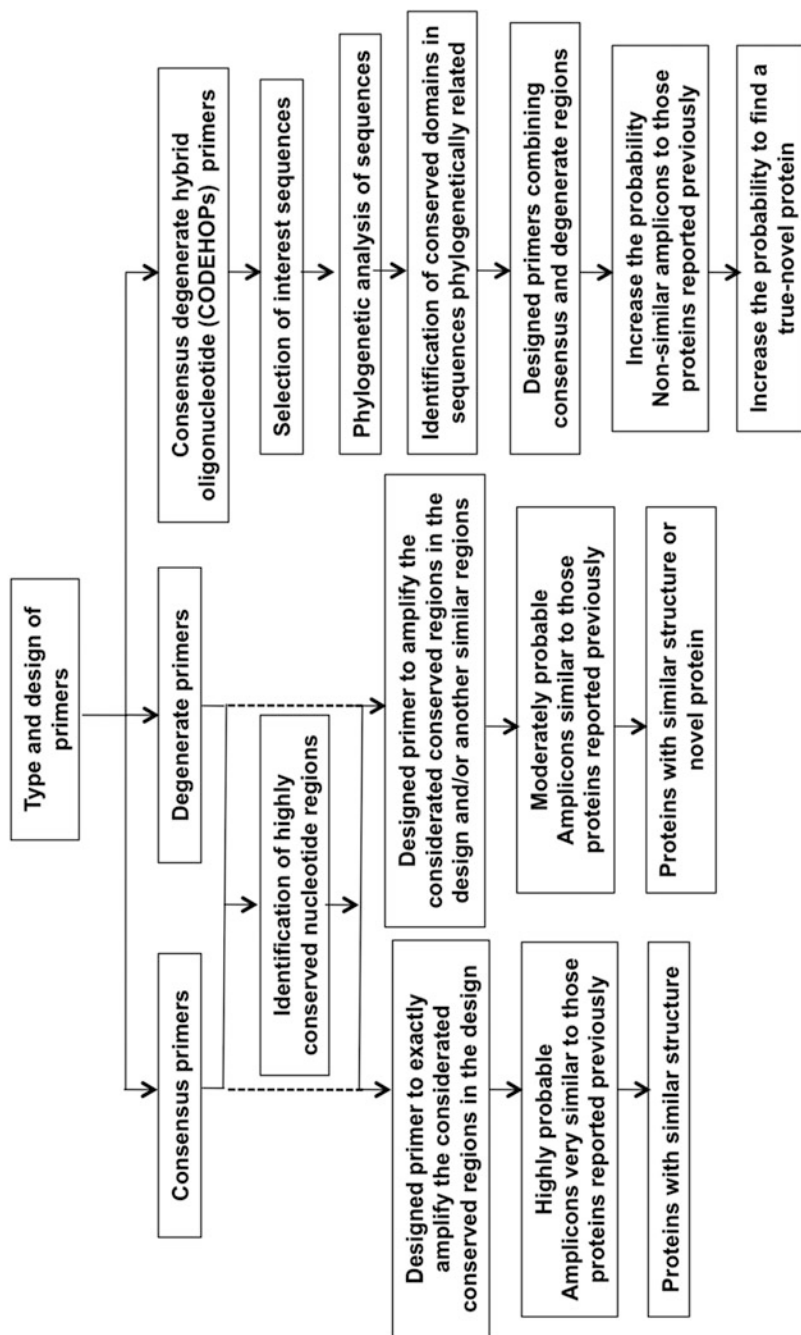 Type and design of
primers
Consensus primers
Degenerate primers
Consensus degenerate hybrid
oligonucleotide (CODEHOPs) primers
Identification of highly
conserved nucleotide regions
Selection of interest sequences
Phylogenetic analysis of sequences
Identification of conserved domains in
sequences phylogenetically related
Designed primers combining
consensus and degenerate regions
Increase the probability
Non-similar amplicons to those
proteins reported previously
Increase the probability to find a
true-novel protein
Designed primer to exactly
amplify the considerated
conserved regions in the design
Highly probable
Amplicons very similar to those
proteins reported previously
Proteins with similar structure
Designed primer to amplify the
considerated conserved regions in the
design and/or another similar regions
Moderately probable
Amplicons similar to those
proteins reported previously
Proteins with similar structure or
novel protein